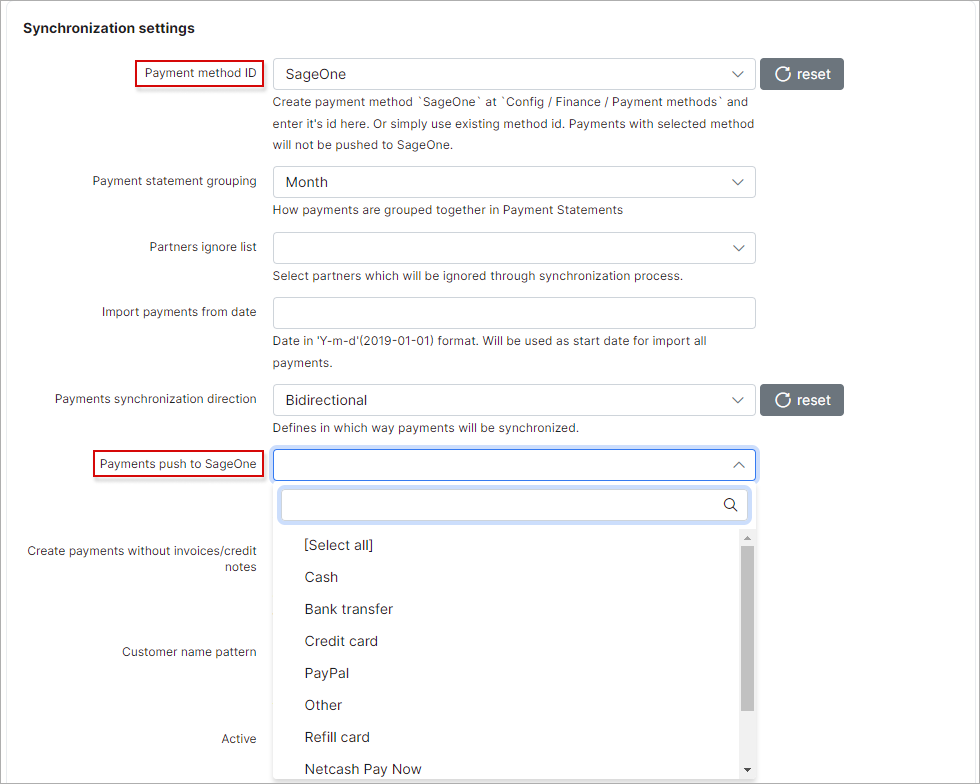 Synchronization settings
Payment method ID
SageOne
reset
Create payment method `SageOne` at `Config / Finance / Payment methods` and
enter it's id here. Or simply use existing method id. Payments with selected method
will not be pushed to SageOne.
Payment statement grouping
Month
How payments are grouped together in Payment Statements
Partners ignore list
Select partners which will be ignored through synchronization process.
Import payments from date
Date in 'Y-m-d'(2019-01-01) format. Will be used as start date for import all
payments.
Payments synchronization direction
Bidirectional
reset
Defines in which way payments will be synchronized.
Payments push to SageOne
[Select all]
Create payments without invoices/credit
notes
Cash
Bank transfer
Credit card
Customer name pattern
PayPal
Other
Active
Refill card
Netcash Pay Now